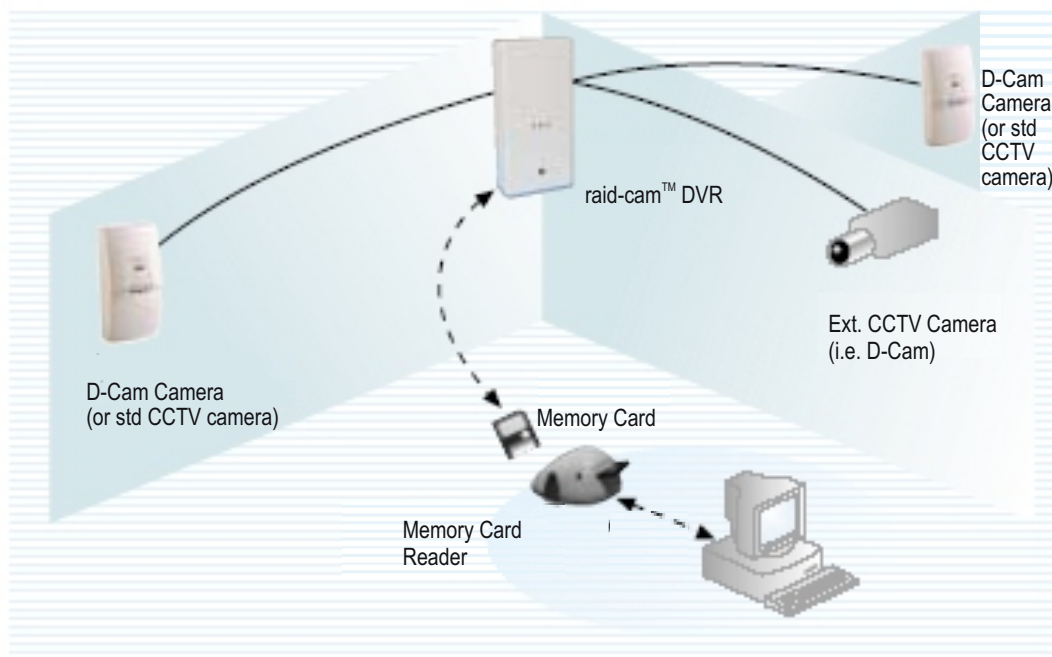 D-Cam
Camera
(or std
CCTV
camera)
raid-cam™ DVR
Ext. CCTV Camera
(i.e. D-Cam)
D-Cam Camera
(or std CCTV camera)
Memory Card
Memory Card
Reader